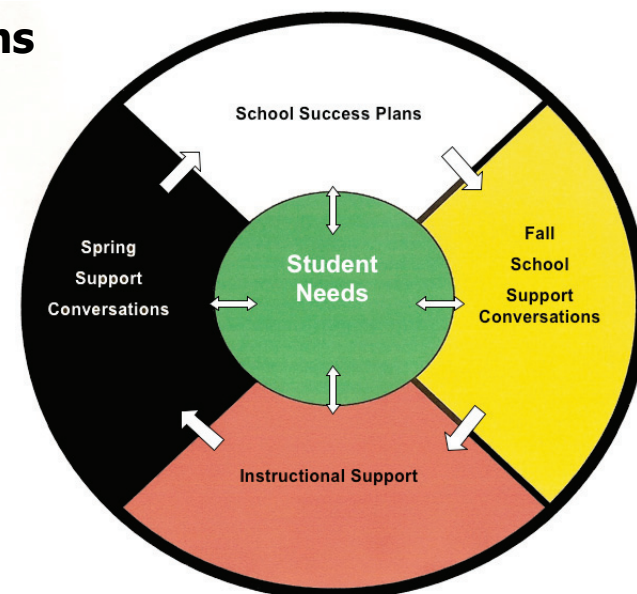 ns
School Success Plans
Fall
School
Support
Conversations
Spring
Support
Conversations
Student
Needs
Instructional Support